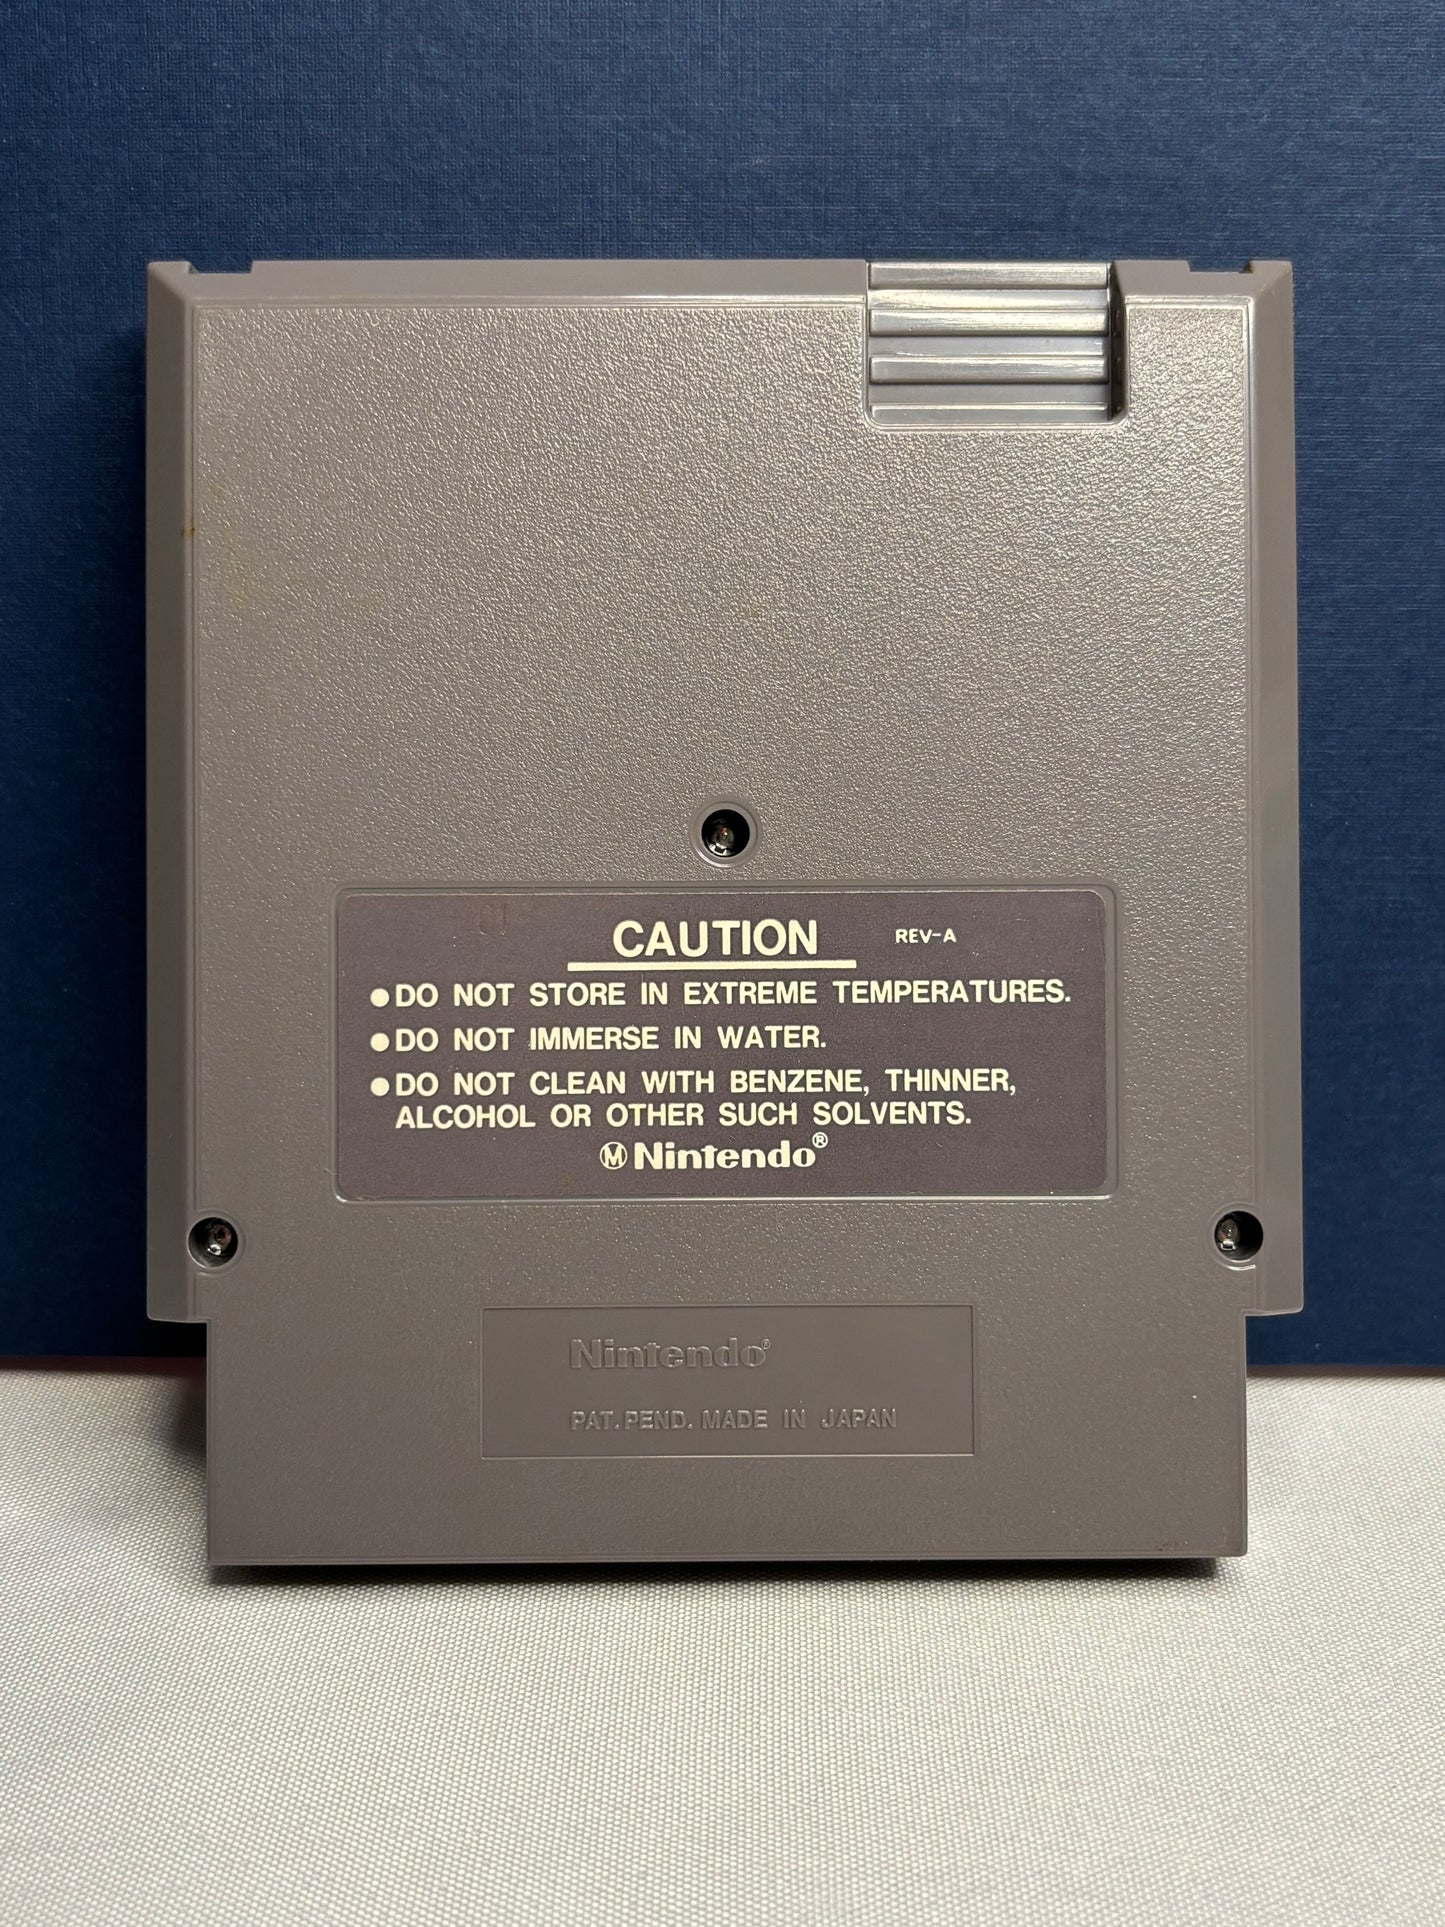 CAUTION REV-A
●DO NOT STORE IN EXTREME TEMPERATURES.
●DO NOT IMMERSE IN WATER.
●DO NOT CLEAN WITH BENZENE, THINNER,
ALCOHOL OR OTHER SUCH SOLVENTS.
Ⓜ Nintendo®
Nintendo®
PAT. PEND. MADE IN JAPAN